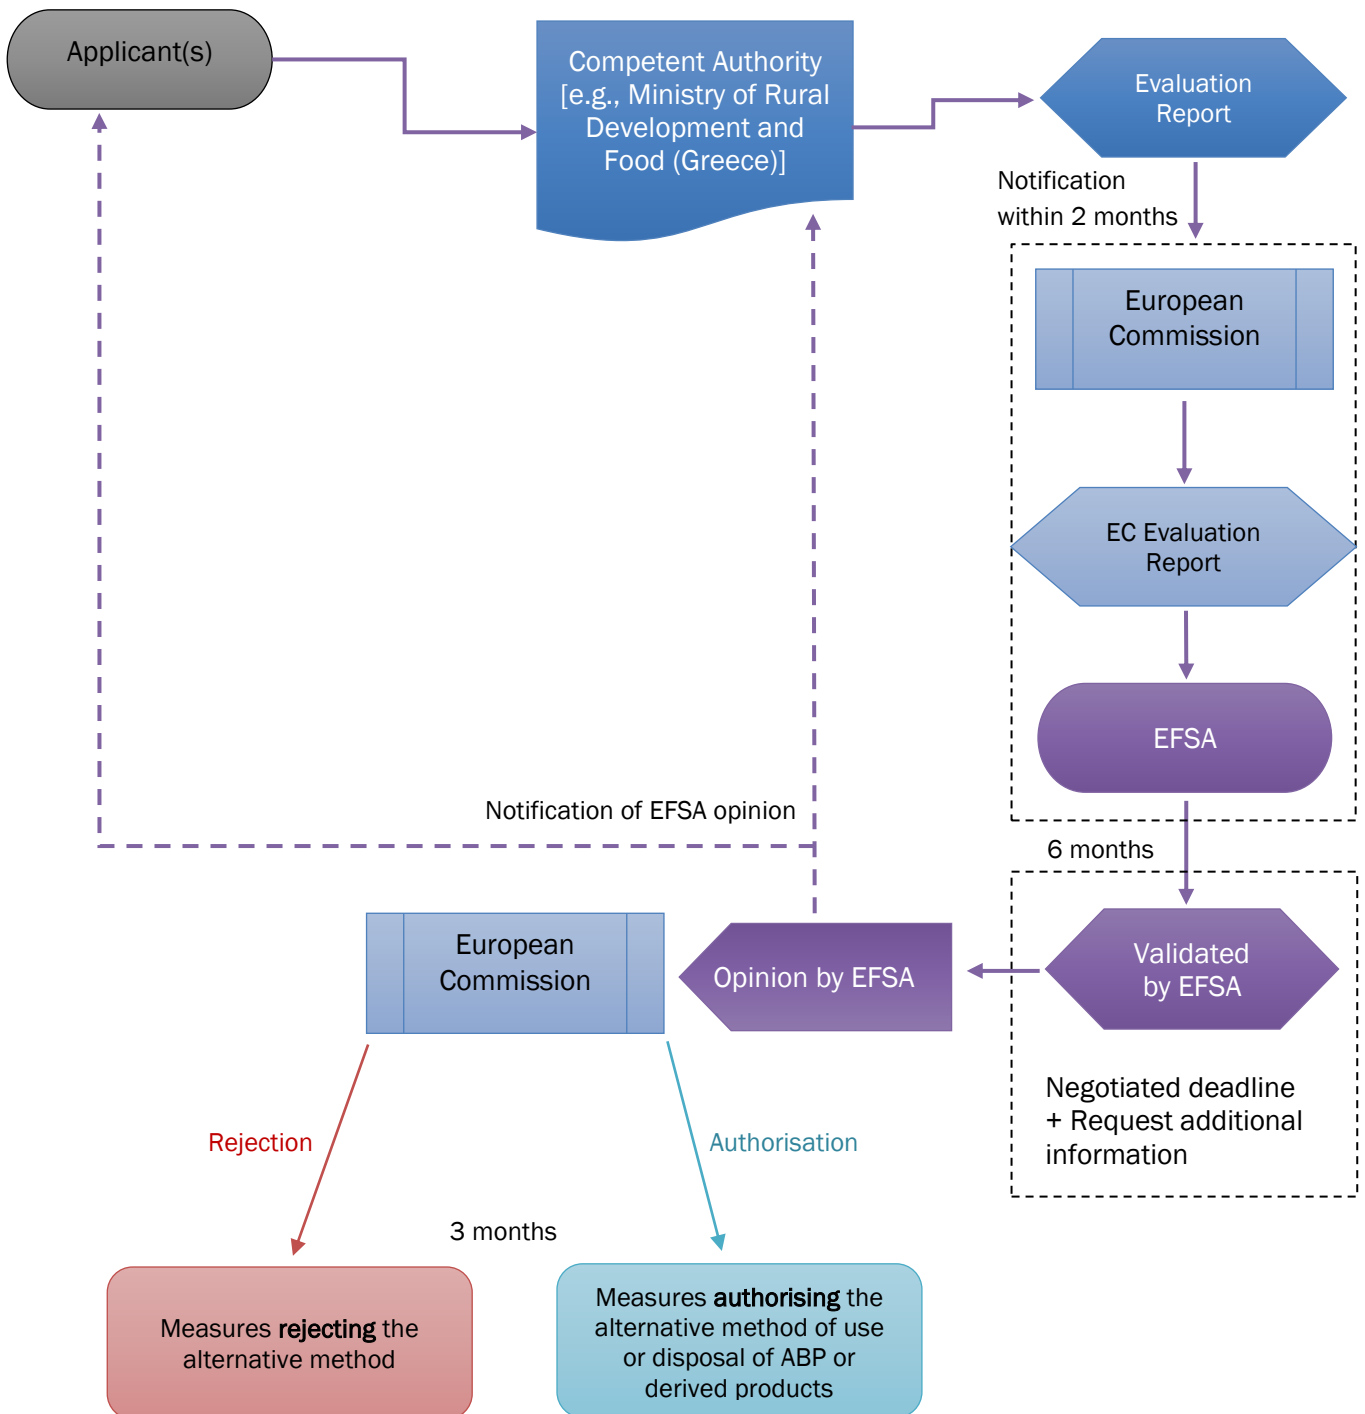 Applicant(s)
Competent Authority
[e.g., Ministry of Rural
Development and
Food (Greece)]
Evaluation
Report
Notification
within 2 months
European
Commission
EC Evaluation
Report
EFSA
Notification of EFSA opinion
6 months
European
Commission
Opinion by EFSA
Validated
by EFSA
Negotiated deadline
+ Request additional
information
Rejection
Authorisation
3 months
Measures rejecting the
alternative method
Measures authorising the
alternative method of use
or disposal of ABP or
derived products